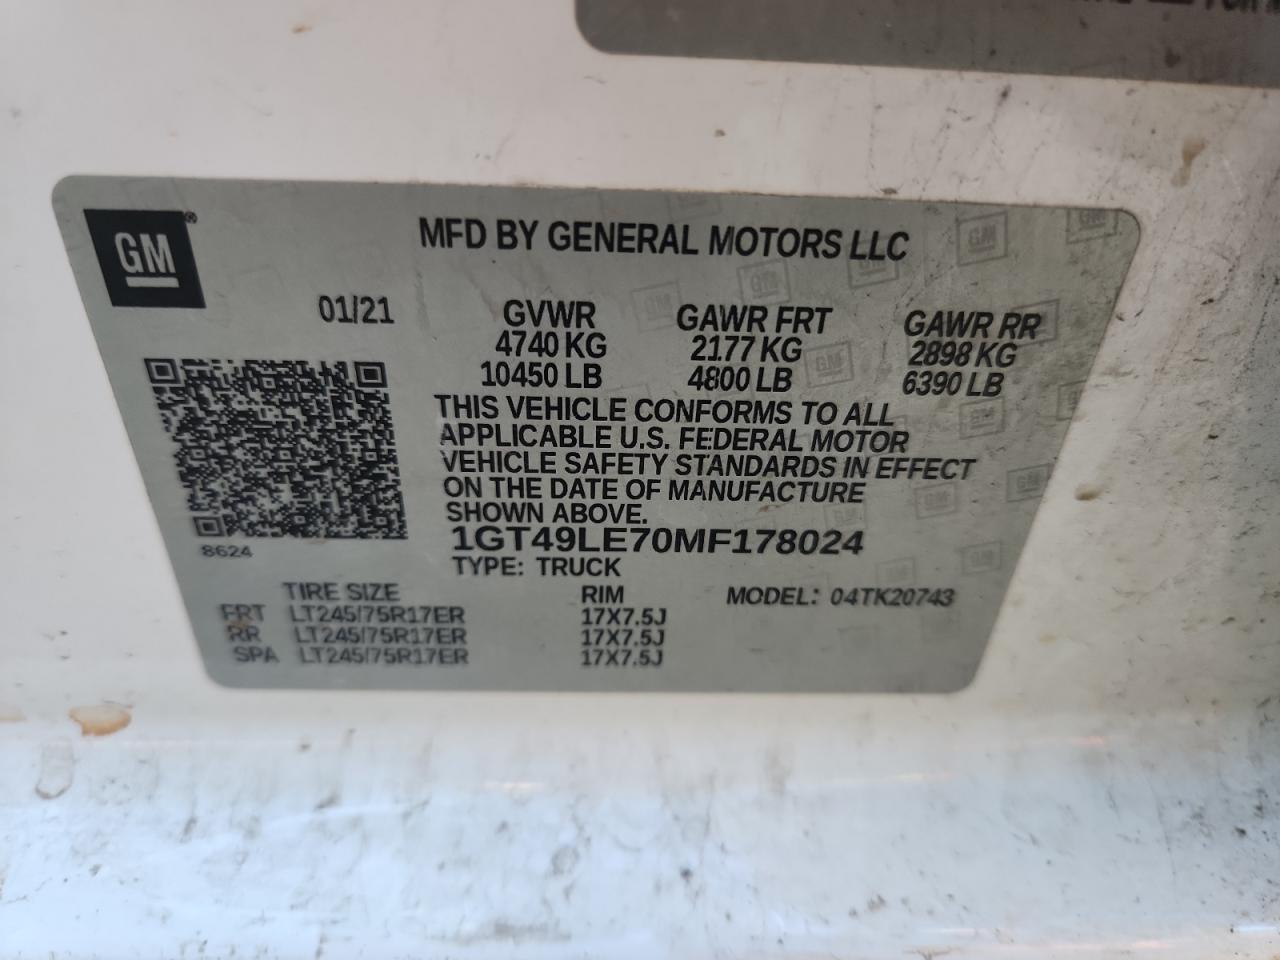 GM
®
MFD BY GENERAL MOTORS LLC
01/21
GVWR GAWR FRT GAWR RR
4740 KG 2177 KG 2898 KG
10450 LB 4800 LB 6390 LB
THIS VEHICLE CONFORMS TO ALL
APPLICABLE U.S. FEDERAL MOTOR
VEHICLE SAFETY STANDARDS IN EFFECT
ON THE DATE OF MANUFACTURE
SHOWN ABOVE.
8624
1GT49LE70MF178024
TYPE: TRUCK
TIRE SIZE RIM MODEL: 04TK20743
FRT LT245/75R17ER 17X7.5J
RR LT245/75R17ER 17X7.5J
SPA LT245/75R17ER 17X7.5J